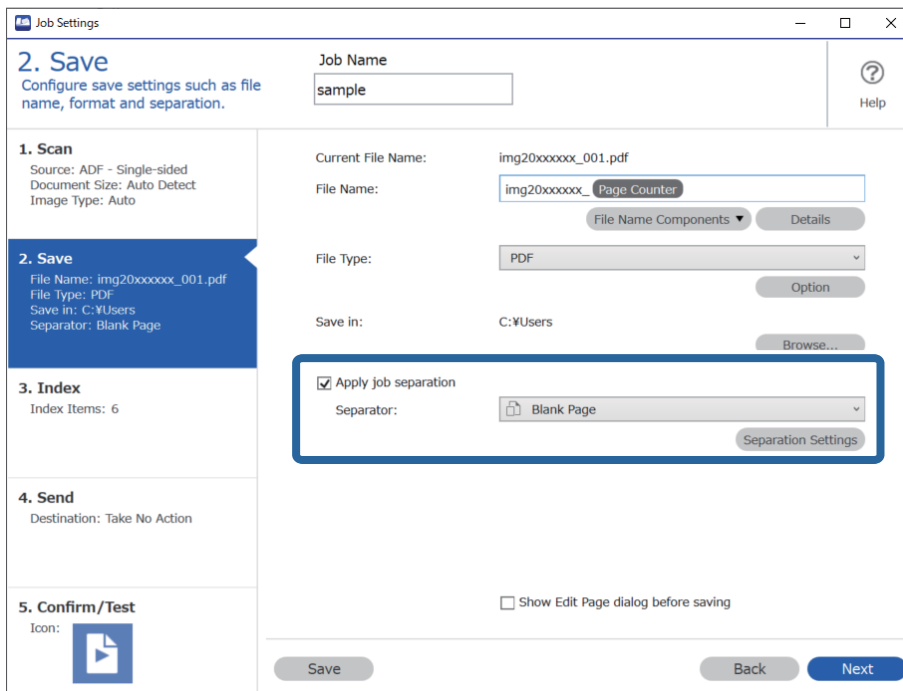 Job Settings
2. Save
Configure save settings such as file
name, format and separation.
Job Name
sample
Help
1. Scan
Source: ADF - Single-sided
Document Size: Auto Detect
Image Type: Auto
2. Save
File Name: img20xxxxxx_001.pdf
File Type: PDF
Save in: C:¥Users
Separator: Blank Page
3. Index
Index Items: 6
4. Send
Destination: Take No Action
5. Confirm/Test
Icon:
Current File Name: img20xxxxxx_001.pdf
File Name: img20xxxxxx_ Page Counter
File Name Components ▼ Details
File Type: PDF
Option
Save in: C:¥Users
Browse...
Apply job separation
Separator: Blank Page
Separation Settings
Show Edit Page dialog before saving
Save Back Next